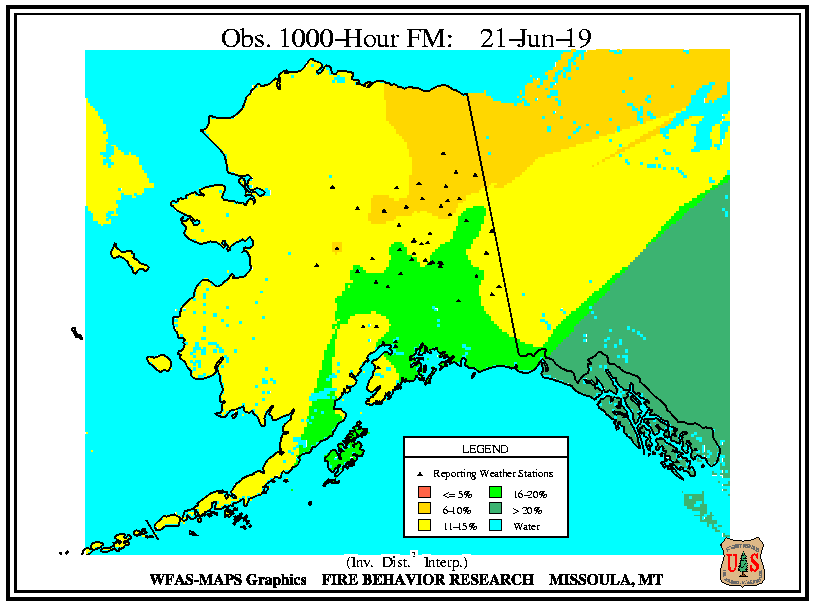 Obs. 1000-Hour FM: 21-Jun-19
LEGEND
Reporting Weather Stations
<= 5% 16-20%
6-10% > 20%
11-15% Water
(Inv. Dist.² Interp.)
WFAS-MAPS Graphics FIRE BEHAVIOR RESEARCH MISSOULA, MT
US